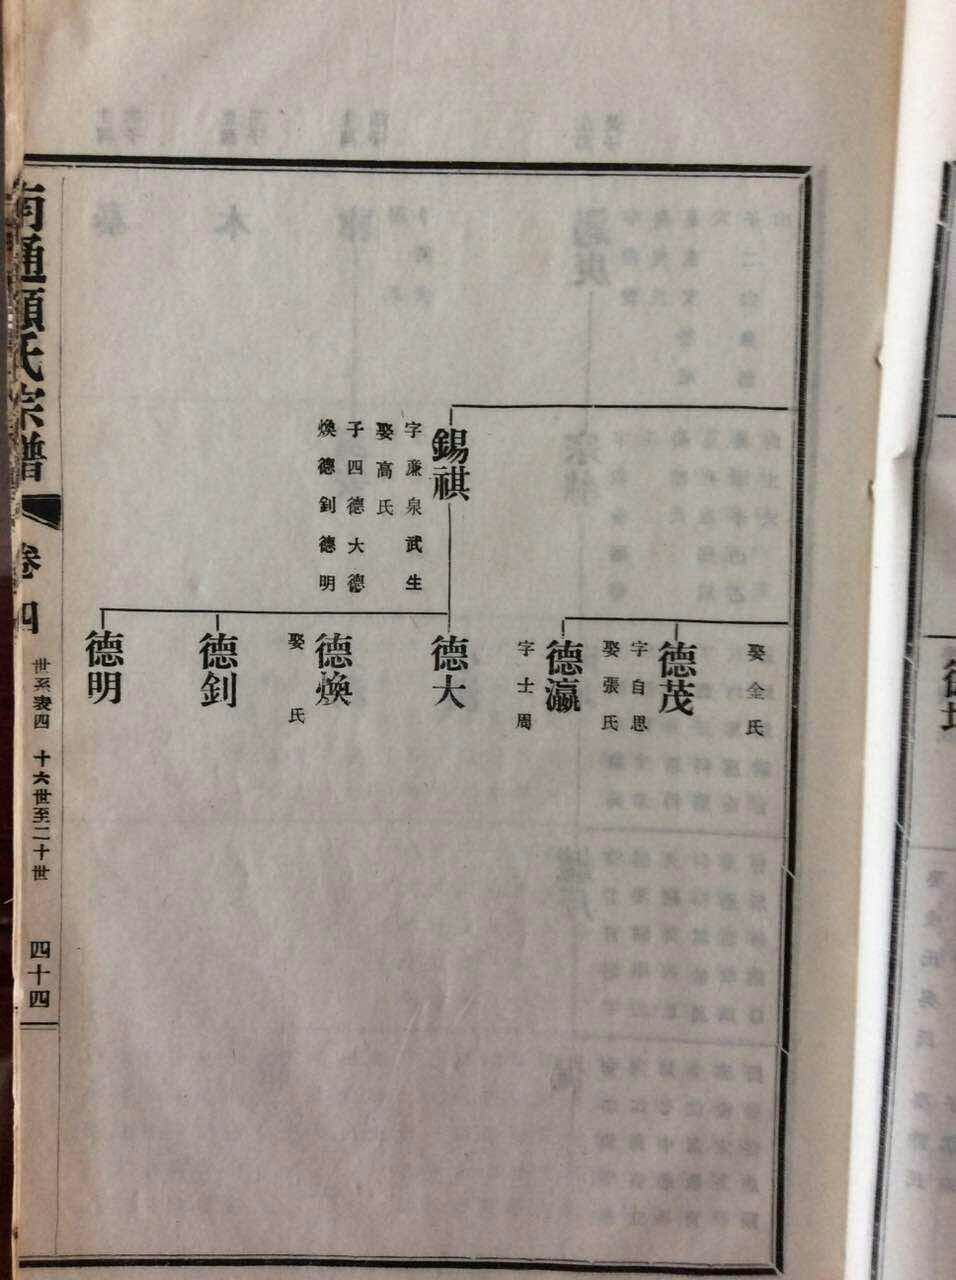 錫祺
字廉泉武生
娶高氏
子四德大德
煥德釗德明
娶仝氏
德茂
字自思
娶張氏
德瀛
字士周
德大
德煥
娶 氏
德釗
德明
南通顧氏宗譜
卷四
世系表四 十六世至二十世
四十四